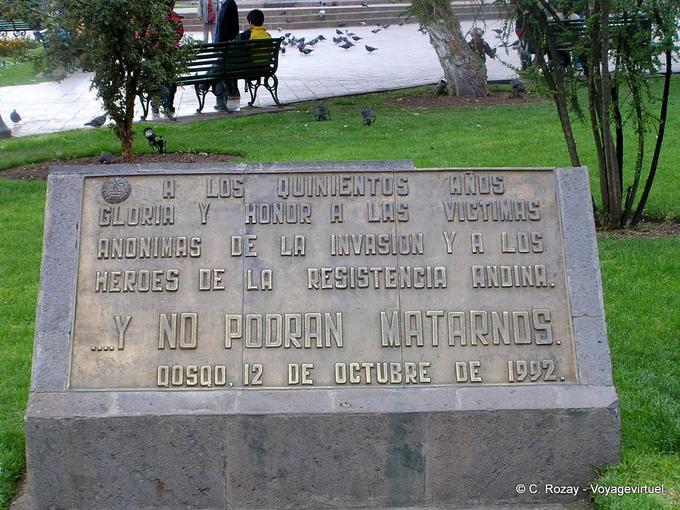 A LOS QUINIENTOS AÑOS
GLORIA Y HONOR A LAS VICTIMAS
ANONIMAS DE LA INVASION Y A LOS
HEROES DE LA RESISTENCIA ANDINA.
....Y NO PODRAN MATARNOS.
QOSQO, 12 DE OCTUBRE DE 1992.
© C. Rozay - Voyagevirtuel